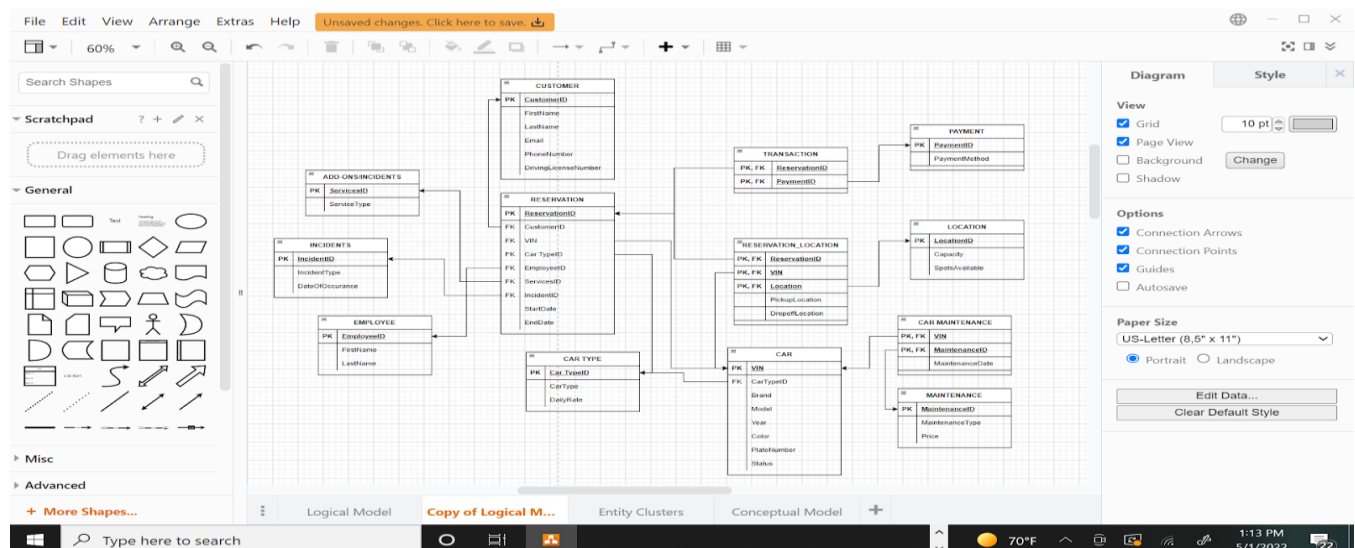 File Edit View Arrange Extras Help Unsaved changes. Click here to save.
60%
Search Shapes
Scratchpad ? + ×
Drag elements here
General
Text
Misc
Advanced
+ More Shapes...
CUSTOMER
PK CustomerID
FirstName
LastName
Email
PhoneNumber
DrivingLicenseNumber
ADD-ONS/INCIDENTS
PK ServicesID
ServiceType
RESERVATION
PK ReservationID
FK CustomerID
FK VIN
FK Car TypeID
FK EmployeeID
FK ServicesID
FK IncidentID
StartDate
EndDate
INCIDENTS
PK IncidentID
IncidentType
DateOfOccurance
EMPLOYEE
PK EmployeeID
FirstName
LastName
CAR TYPE
PK Car TypeID
CarType
DailyRate
TRANSACTION
PK, FK ReservationID
PK, FK PaymentID
PAYMENT
PK PaymentID
PaymentMethod
RESERVATION_LOCATION
PK, FK ReservationID
PK, FK VIN
PK, FK Location
PickupLocation
DropoffLocation
LOCATION
PK LocationID
Capacity
SpotsAvailable
CAR
PK VIN
FK CarTypeID
Brand
Model
Year
Color
PlateNumber
Status
CAR MAINTENANCE
PK, FK VIN
PK, FK MaintenanceID
MaintenanceDate
MAINTENANCE
PK MaintenanceID
MaintenanceType
Price
Diagram Style
View
Grid 10 pt
Page View
Background Change
Shadow
Options
Connection Arrows
Connection Points
Guides
Autosave
Paper Size
US-Letter (8,5" x 11")
Portrait Landscape
Edit Data...
Clear Default Style
Logical Model Copy of Logical M... Entity Clusters Conceptual Model
Type here to search
70°F
1:13 PM
5/1/2022
22